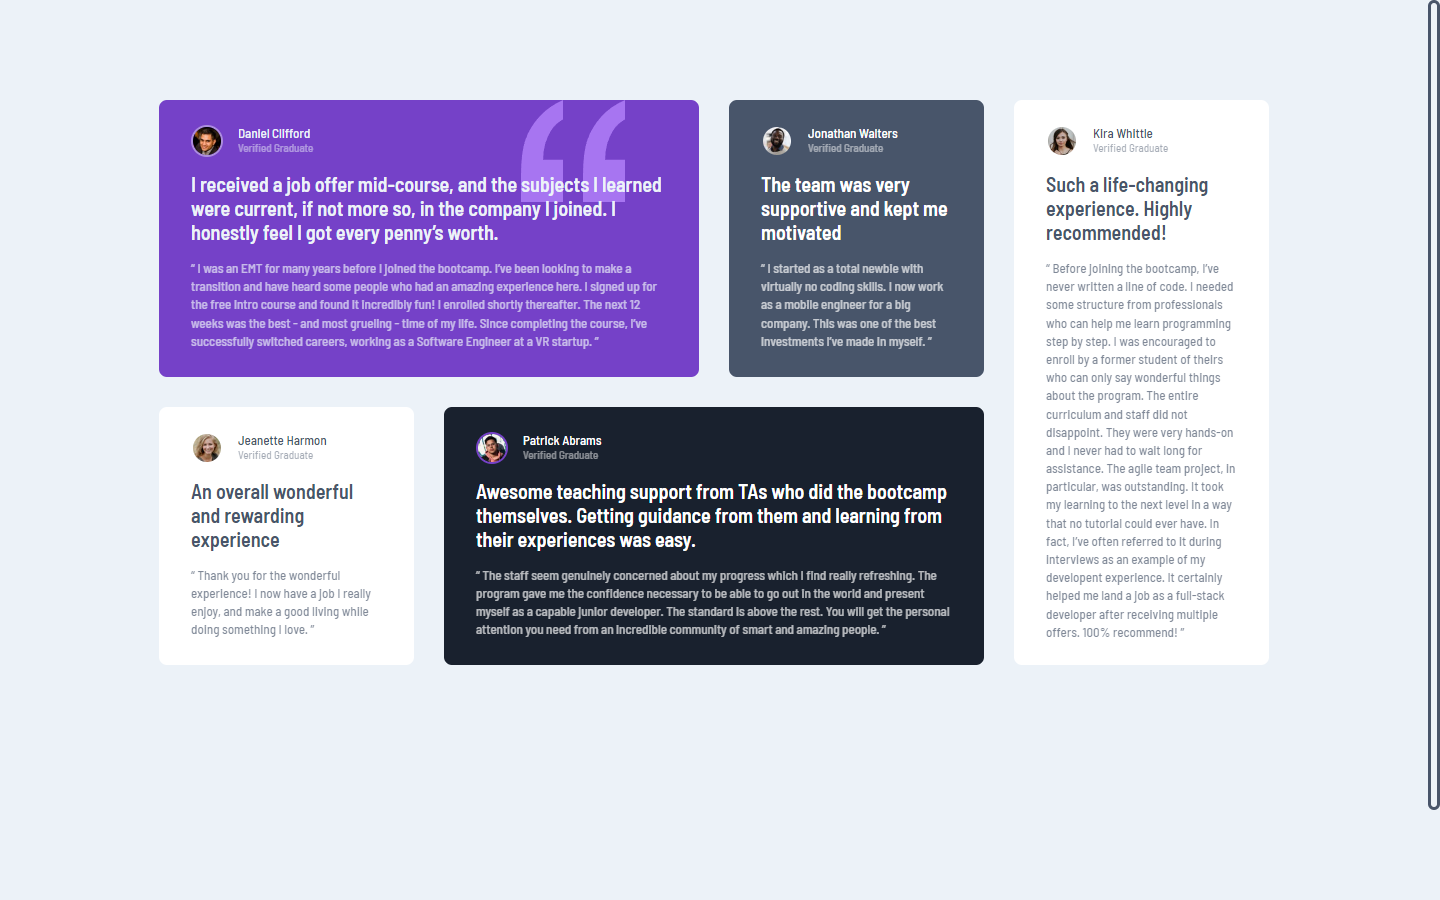 Daniel Clifford
Verified Graduate
I received a job offer mid-course, and the subjects I learned
were current, if not more so, in the company I joined. I
honestly feel I got every penny’s worth.
“ I was an EMT for many years before I joined the bootcamp. I’ve been looking to make a
transition and have heard some people who had an amazing experience here. I signed up for
the free intro course and found it incredibly fun! I enrolled shortly thereafter. The next 12
weeks was the best - and most grueling - time of my life. Since completing the course, I’ve
successfully switched careers, working as a Software Engineer at a VR startup. ”
Jonathan Walters
Verified Graduate
The team was very
supportive and kept me
motivated
“ I started as a total newbie with
virtually no coding skills. I now work
as a mobile engineer for a big
company. This was one of the best
investments I’ve made in myself. ”
Kira Whittle
Verified Graduate
Such a life-changing
experience. Highly
recommended!
“ Before joining the bootcamp, I’ve
never written a line of code. I needed
some structure from professionals
who can help me learn programming
step by step. I was encouraged to
enroll by a former student of theirs
who can only say wonderful things
about the program. The entire
curriculum and staff did not
disappoint. They were very hands-on
and I never had to wait long for
assistance. The agile team project, in
particular, was outstanding. It took
my learning to the next level in a way
that no tutorial could ever have. In
fact, I’ve often referred to it during
interviews as an example of my
developent experience. It certainly
helped me land a job as a full-stack
developer after receiving multiple
offers. 100% recommend! ”
Jeanette Harmon
Verified Graduate
An overall wonderful
and rewarding
experience
“ Thank you for the wonderful
experience! I now have a job I really
enjoy, and make a good living while
doing something I love. ”
Patrick Abrams
Verified Graduate
Awesome teaching support from TAs who did the bootcamp
themselves. Getting guidance from them and learning from
their experiences was easy.
“ The staff seem genuinely concerned about my progress which I find really refreshing. The
program gave me the confidence necessary to be able to go out in the world and present
myself as a capable junior developer. The standard is above the rest. You will get the personal
attention you need from an incredible community of smart and amazing people. ”